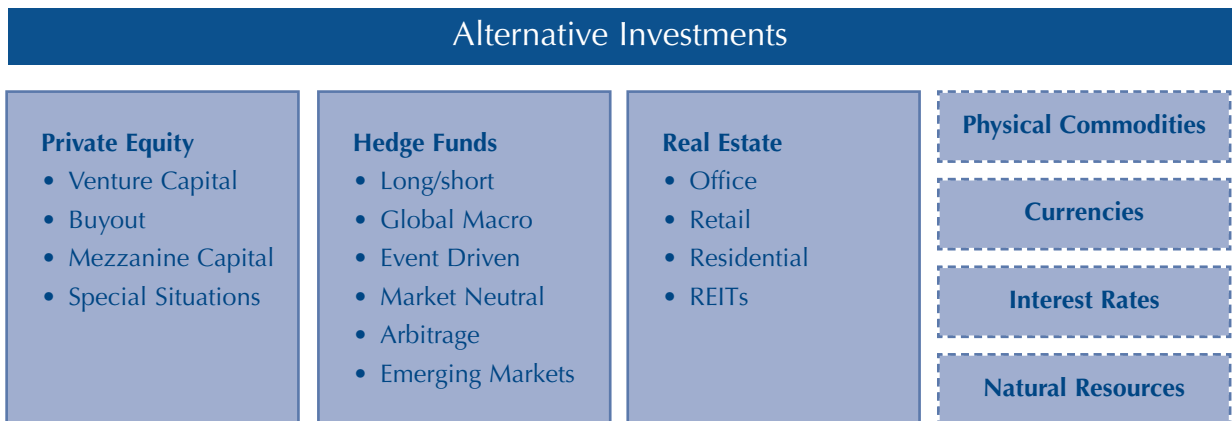 Alternative Investments
Private Equity
• Venture Capital
• Buyout
• Mezzanine Capital
• Special Situations
Hedge Funds
• Long/short
• Global Macro
• Event Driven
• Market Neutral
• Arbitrage
• Emerging Markets
Real Estate
• Office
• Retail
• Residential
• REITs
Physical Commodities
Currencies
Interest Rates
Natural Resources